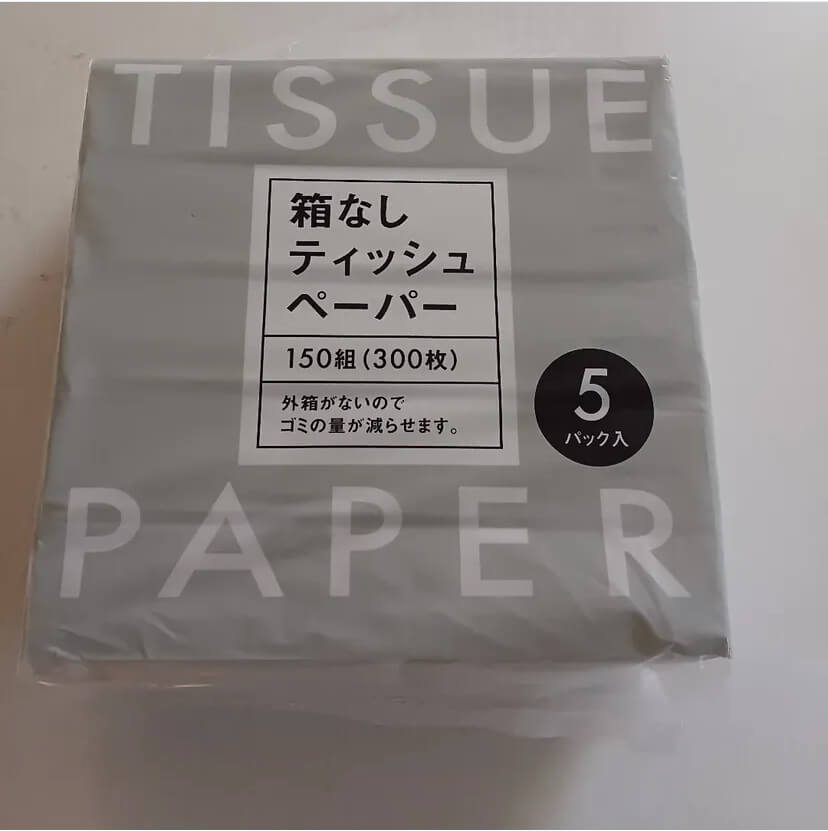 TISSUE
箱なし
ティッシュ
ペーパー
150組(300枚)
外箱がないので
ゴミの量が減らせます。
5
パック入
PAPER